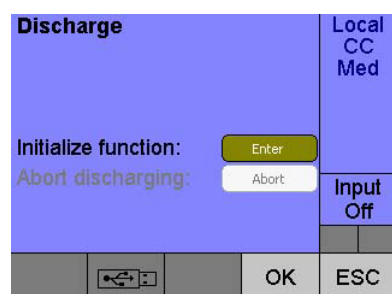 Discharge
Local
CC
Med
Initialize function:
Enter
Abort discharging:
Abort
Input
Off
OK
ESC